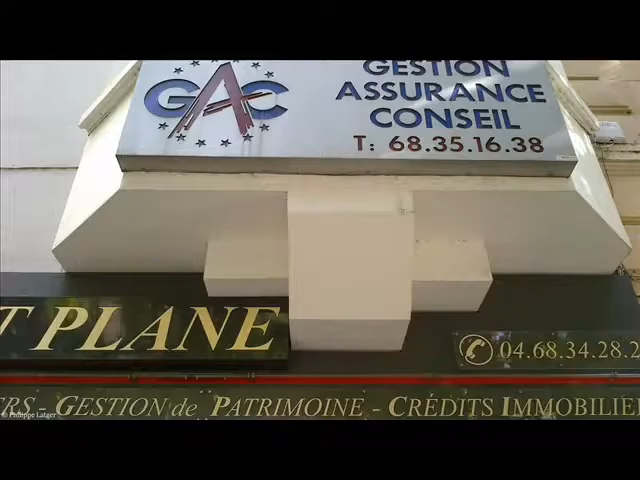 GAC
GESTION
ASSURANCE
CONSEIL
T: 68.35.16.38
T PLANE
04.68.34.28.2
ERS - GESTION de PATRIMOINE - CRÉDITS IMMOBILIE
© Philippe Latger